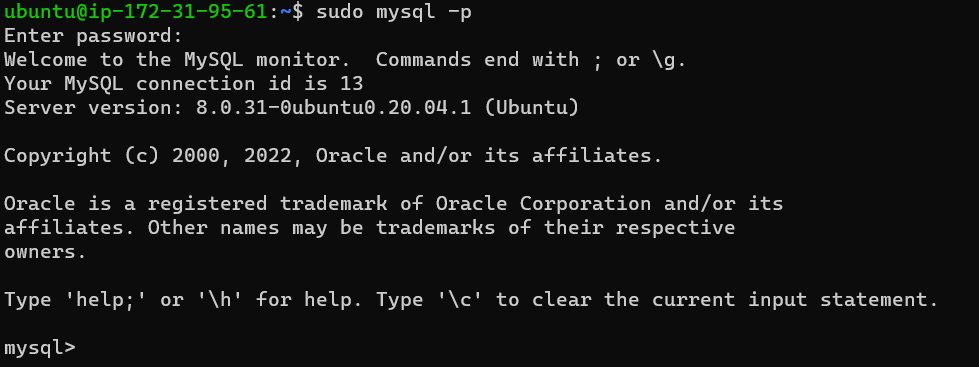 ubuntu@ip-172-31-95-61:~$ sudo mysql -p
Enter password:
Welcome to the MySQL monitor.  Commands end with ; or \g.
Your MySQL connection id is 13
Server version: 8.0.31-0ubuntu0.20.04.1 (Ubuntu)

Copyright (c) 2000, 2022, Oracle and/or its affiliates.

Oracle is a registered trademark of Oracle Corporation and/or its
affiliates. Other names may be trademarks of their respective
owners.

Type 'help;' or '\h' for help. Type '\c' to clear the current input statement.

mysql>